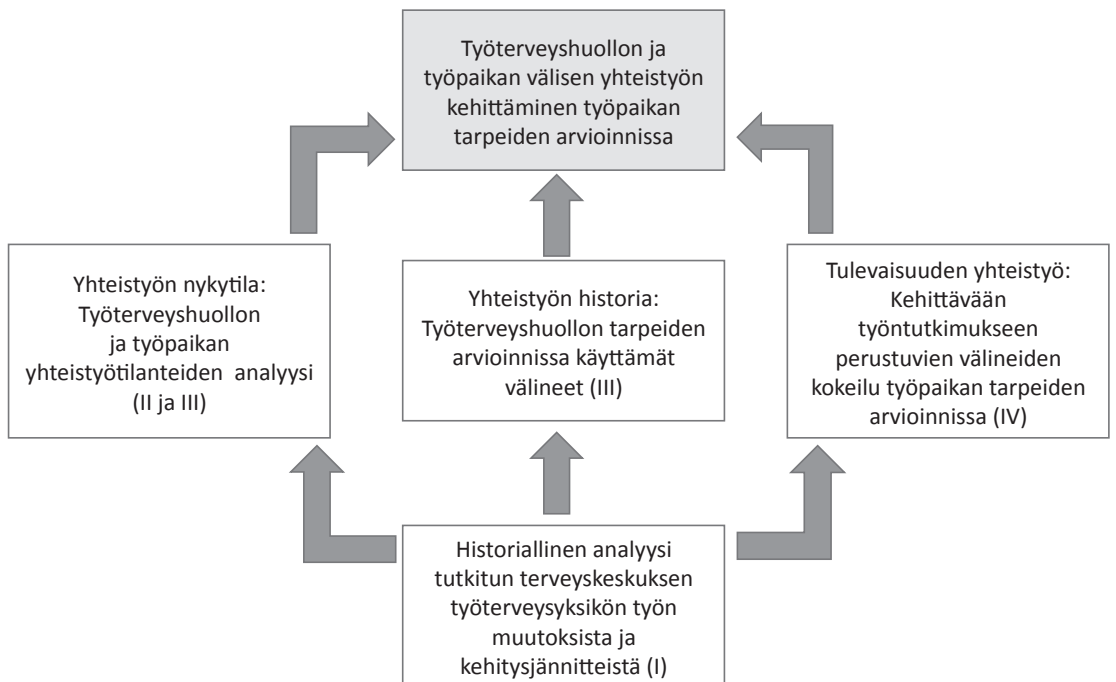 Työterveyshuollon ja
työpaikan välisen yhteistyön
kehittäminen työpaikan
tarpeiden arvioinnissa
Yhteistyön nykytila:
Työterveyshuollon
ja työpaikan
yhteistyötilanteiden analyysi
(II ja III)
Yhteistyön historia:
Työterveyshuollon tarpeiden
arvioinnissa käyttämät
välineet (III)
Tulevaisuuden yhteistyö:
Kehittävään
työntutkimukseen
perustuvien välineiden
kokeilu työpaikan tarpeiden
arvioinnissa (IV)
Historiallinen analyysi
tutkitun terveyskeskuksen
työterveysyksikön työn
muutoksista ja
kehitysjännitteistä (I)